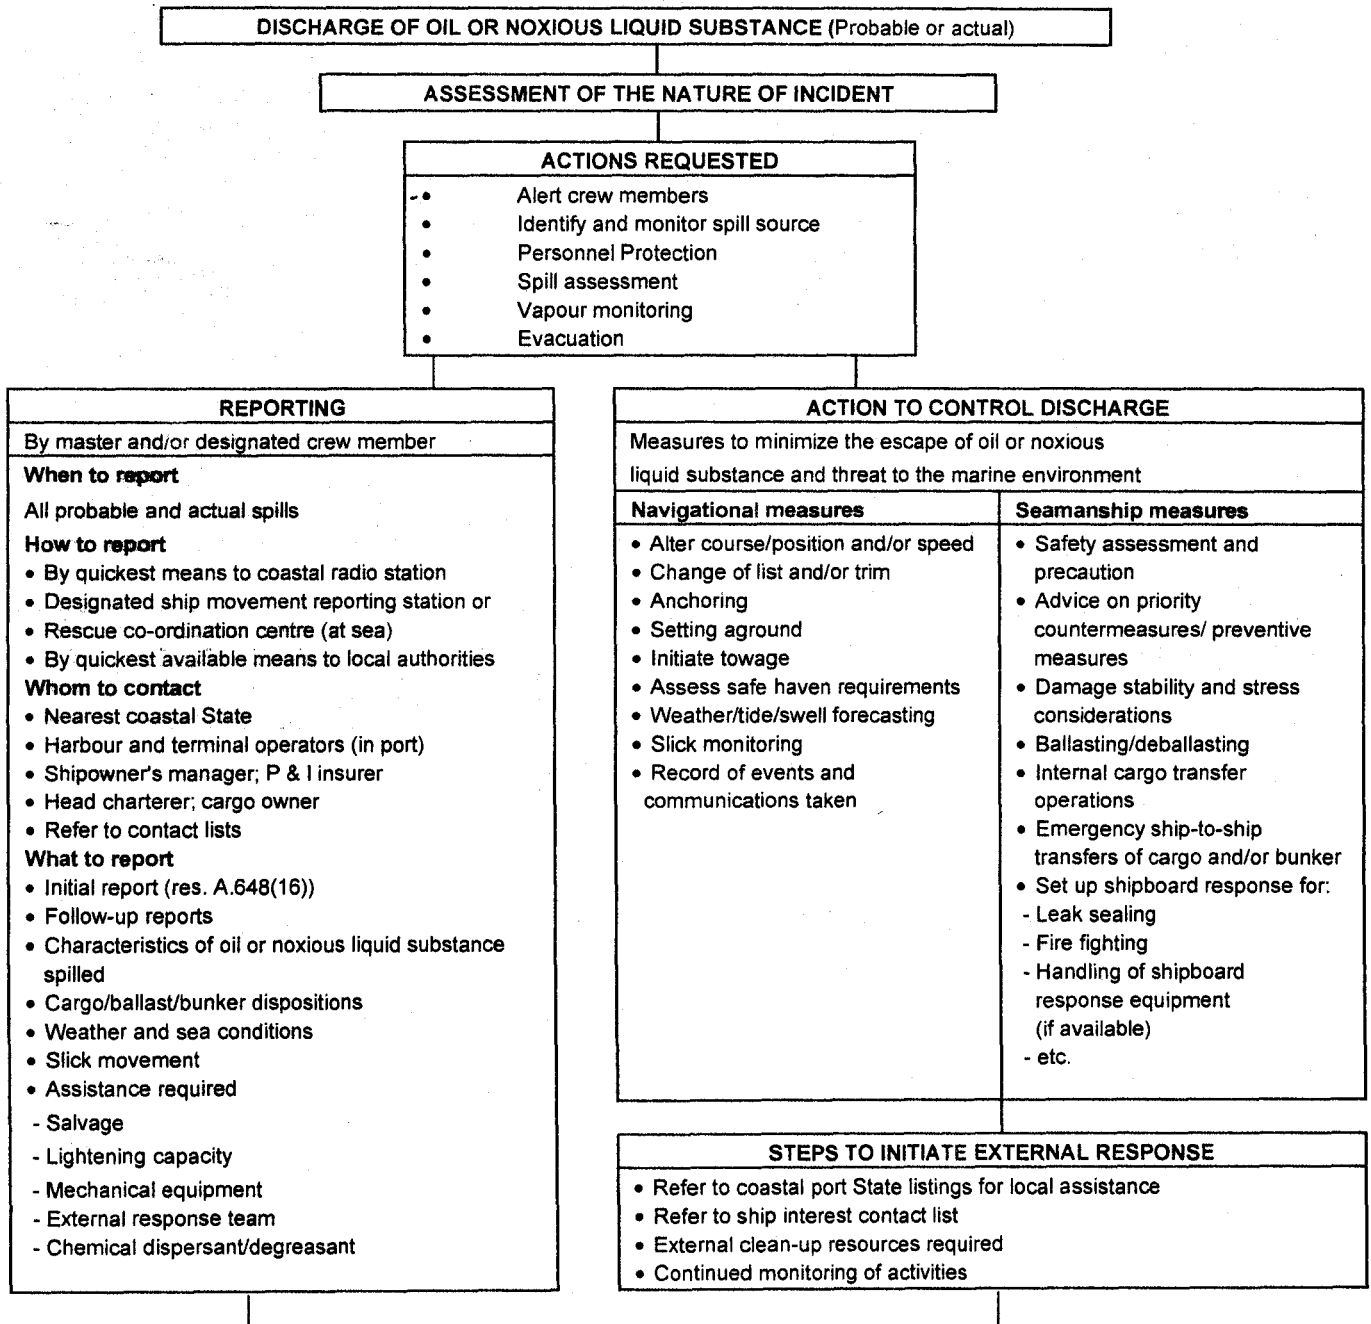 DISCHARGE OF OIL OR NOXIOUS LIQUID SUBSTANCE (Probable or actual)
ASSESSMENT OF THE NATURE OF INCIDENT
ACTIONS REQUESTED
• Alert crew members
• Identify and monitor spill source
• Personnel Protection
• Spill assessment
• Vapour monitoring
• Evacuation
REPORTING
By master and/or designated crew member
When to report
All probable and actual spills
How to report
• By quickest means to coastal radio station
• Designated ship movement reporting station or
• Rescue co-ordination centre (at sea)
• By quickest available means to local authorities
Whom to contact
• Nearest coastal State
• Harbour and terminal operators (in port)
• Shipowner's manager; P & I insurer
• Head charterer; cargo owner
• Refer to contact lists
What to report
• Initial report (res. A.648(16))
• Follow-up reports
• Characteristics of oil or noxious liquid substance
spilled
• Cargo/ballast/bunker dispositions
• Weather and sea conditions
• Slick movement
• Assistance required
- Salvage
- Lightening capacity
- Mechanical equipment
- External response team
- Chemical dispersant/degreasant
ACTION TO CONTROL DISCHARGE
Measures to minimize the escape of oil or noxious
liquid substance and threat to the marine environment
Navigational measures
• Alter course/position and/or speed
• Change of list and/or trim
• Anchoring
• Setting aground
• Initiate towage
• Assess safe haven requirements
• Weather/tide/swell forecasting
• Slick monitoring
• Record of events and
communications taken
Seamanship measures
• Safety assessment and
precaution
• Advice on priority
countermeasures/ preventive
measures
• Damage stability and stress
considerations
• Ballasting/deballasting
• Internal cargo transfer
operations
• Emergency ship-to-ship
transfers of cargo and/or bunker
• Set up shipboard response for:
- Leak sealing
- Fire fighting
- Handling of shipboard
response equipment
(if available)
- etc.
STEPS TO INITIATE EXTERNAL RESPONSE
• Refer to coastal port State listings for local assistance
• Refer to ship interest contact list
• External clean-up resources required
• Continued monitoring of activities